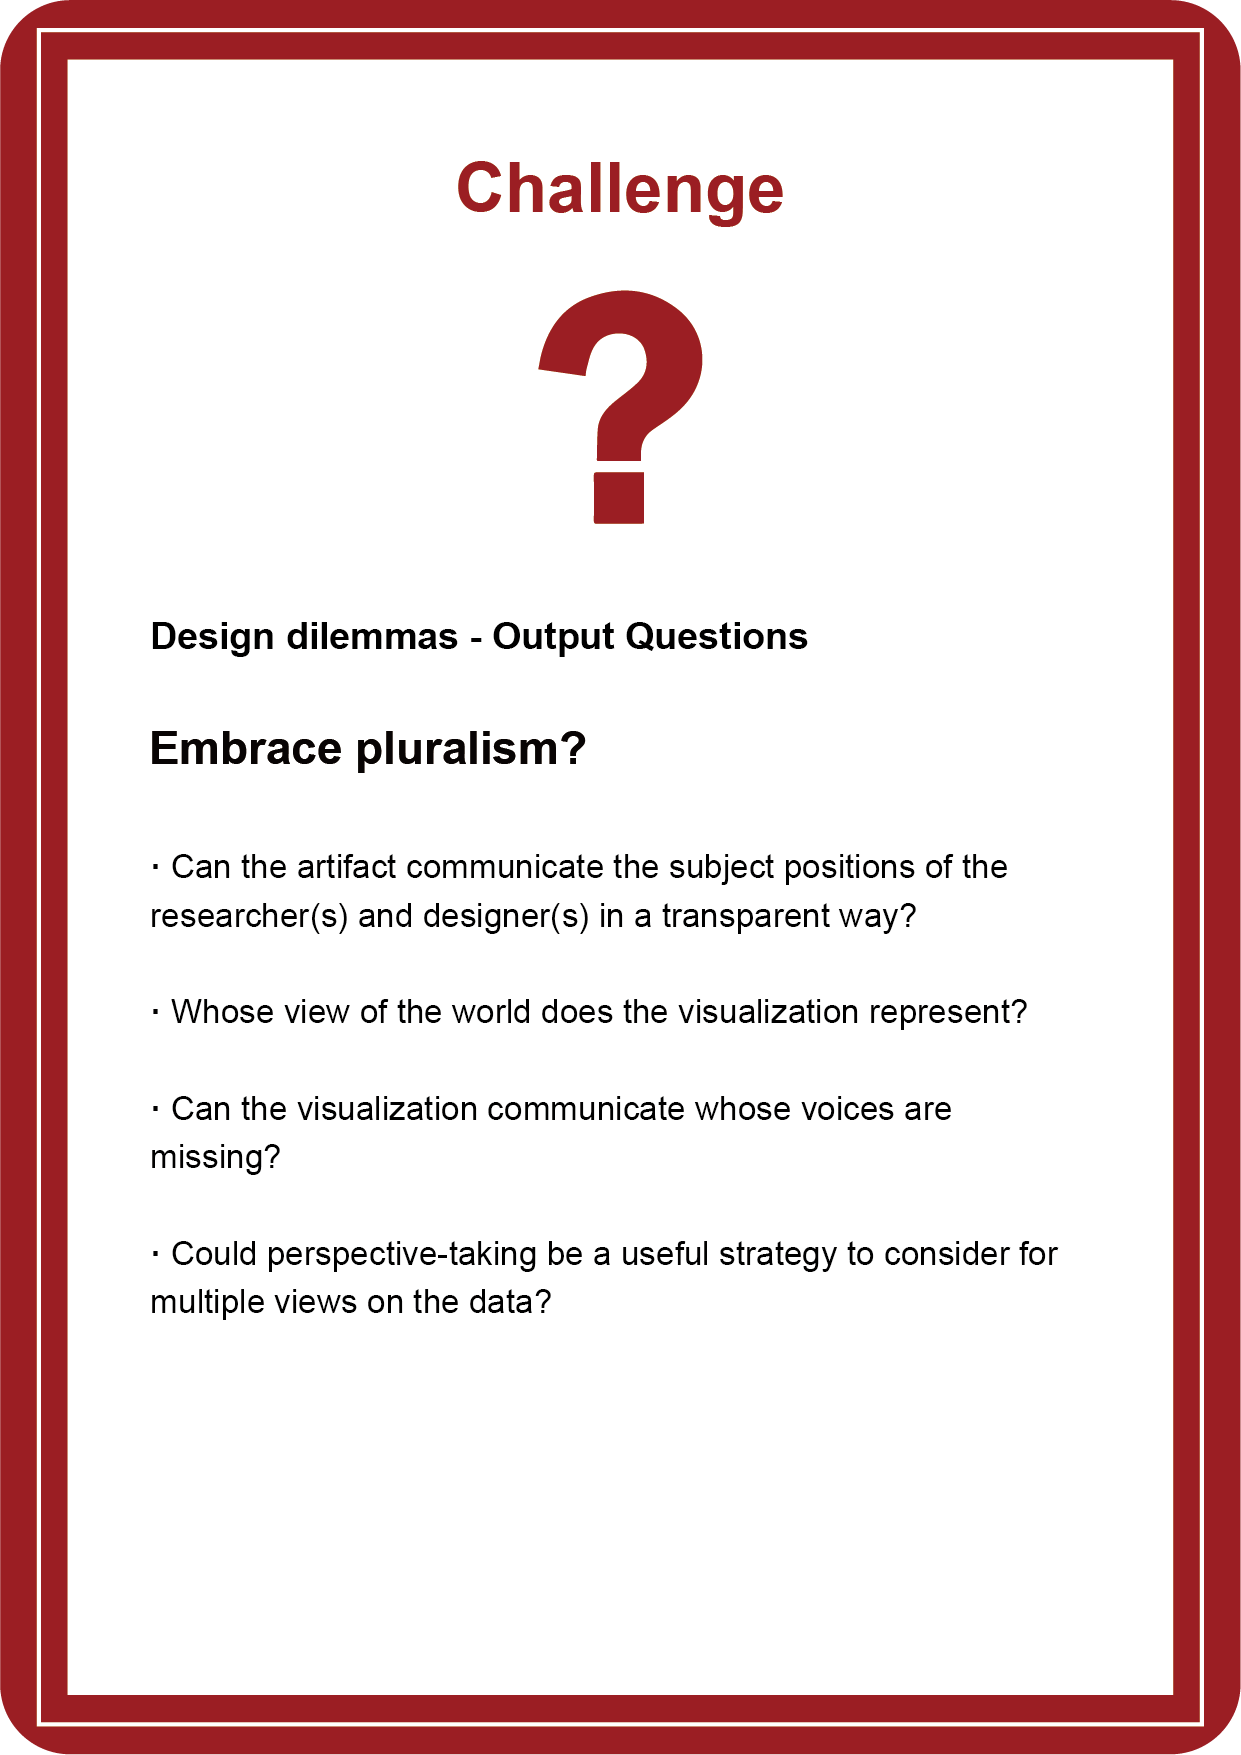 Challenge
?
Design dilemmas - Output Questions
Embrace pluralism?
· Can the artifact communicate the subject positions of the
researcher(s) and designer(s) in a transparent way?
· Whose view of the world does the visualization represent?
· Can the visualization communicate whose voices are
missing?
· Could perspective-taking be a useful strategy to consider for
multiple views on the data?